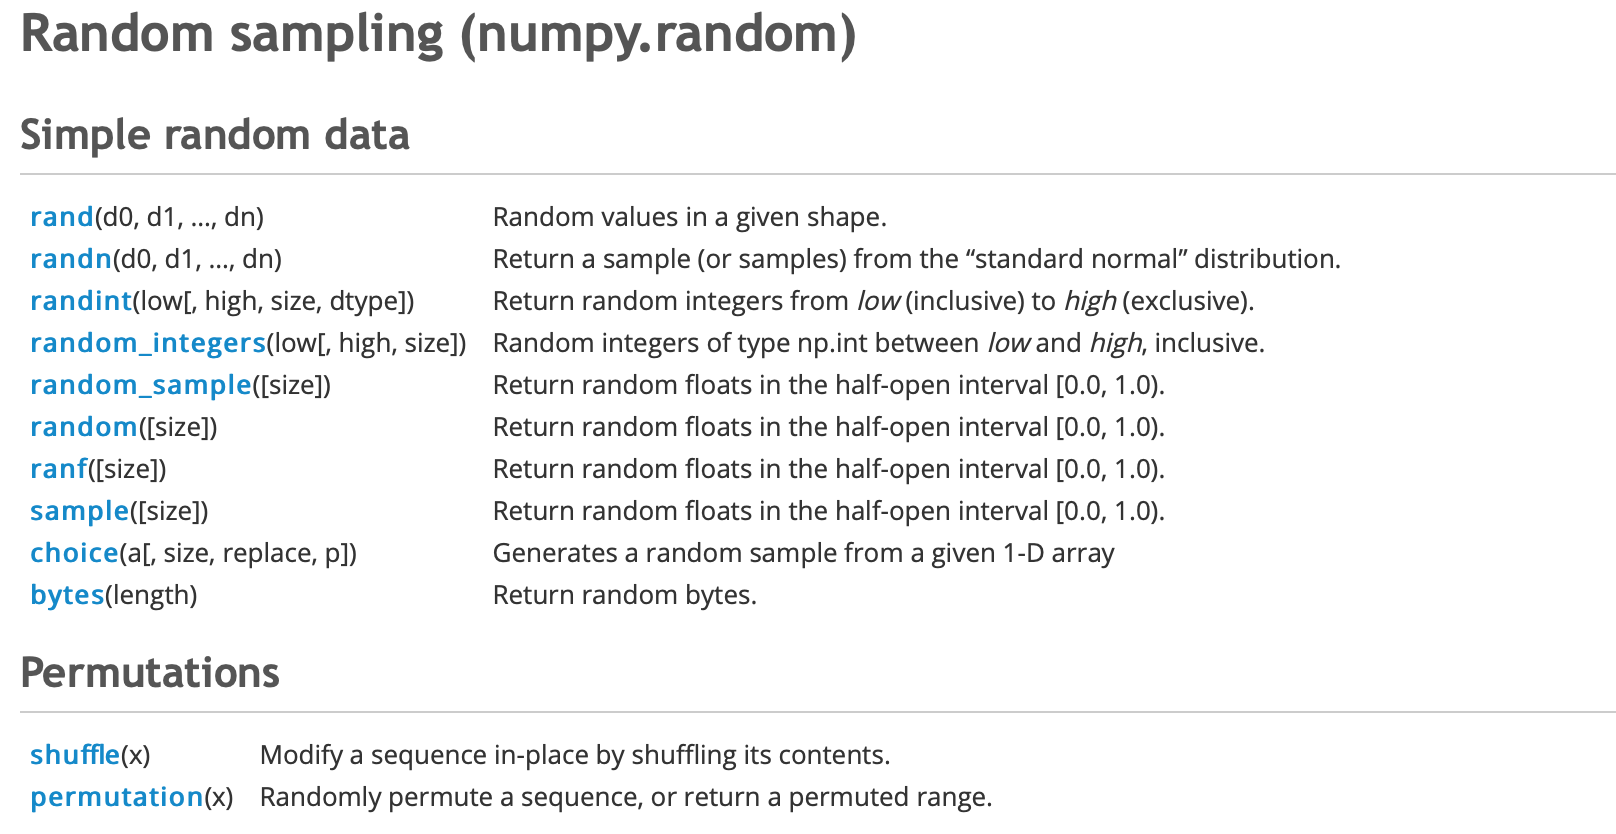 Random sampling (numpy.random)
Simple random data
rand(d0, d1, ..., dn) Random values in a given shape.
randn(d0, d1, ..., dn) Return a sample (or samples) from the “standard normal” distribution.
randint(low[, high, size, dtype]) Return random integers from low (inclusive) to high (exclusive).
random_integers(low[, high, size]) Random integers of type np.int between low and high, inclusive.
random_sample([size]) Return random floats in the half-open interval [0.0, 1.0).
random([size]) Return random floats in the half-open interval [0.0, 1.0).
ranf([size]) Return random floats in the half-open interval [0.0, 1.0).
sample([size]) Return random floats in the half-open interval [0.0, 1.0).
choice(a[, size, replace, p]) Generates a random sample from a given 1-D array
bytes(length) Return random bytes.
Permutations
shuffle(x) Modify a sequence in-place by shuffling its contents.
permutation(x) Randomly permute a sequence, or return a permuted range.